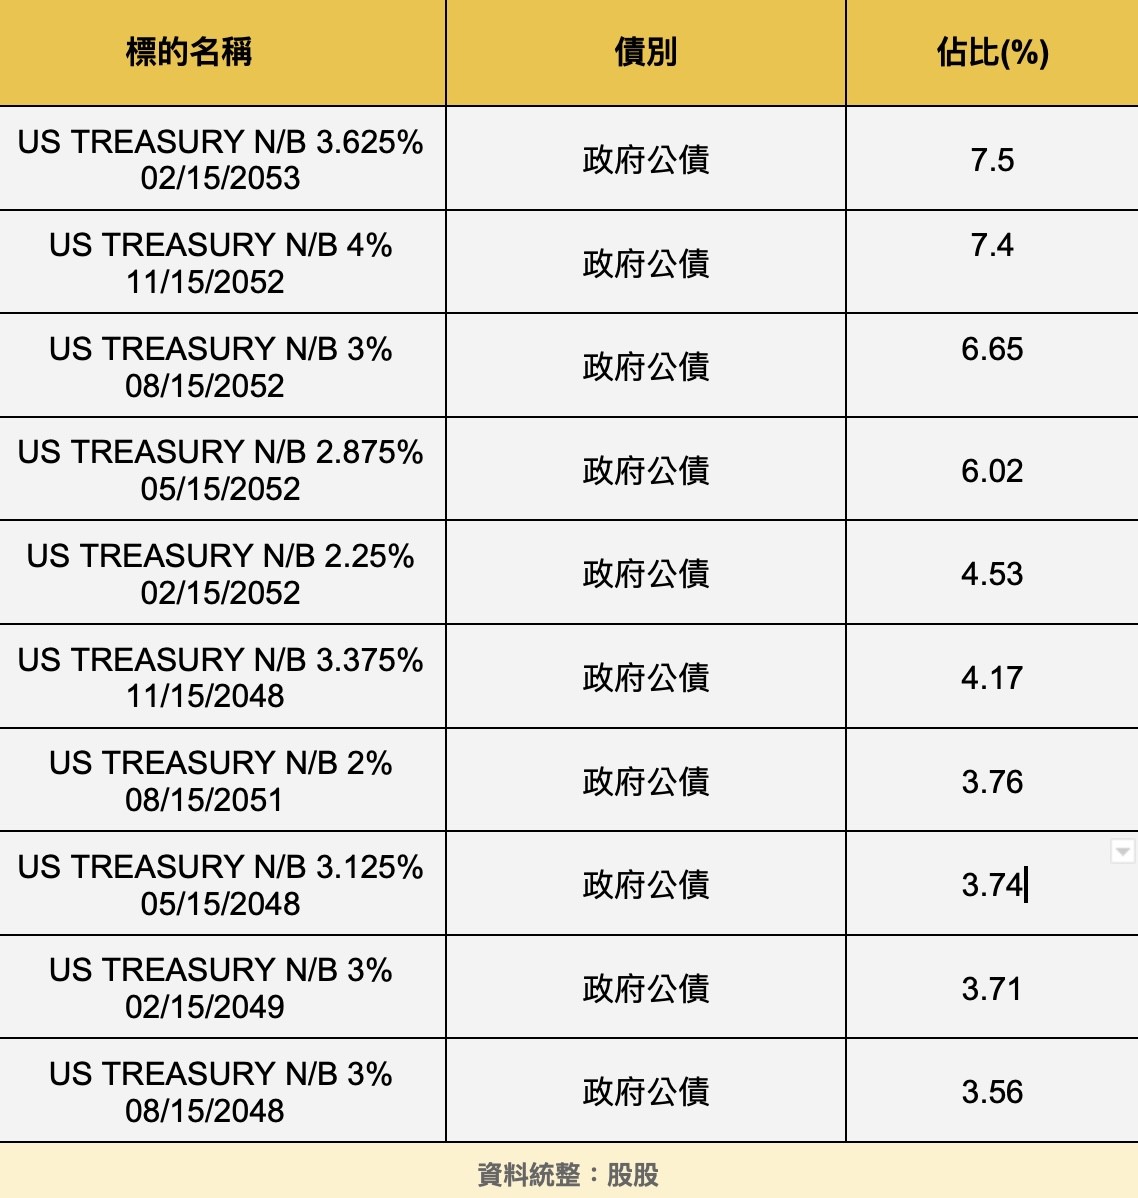 標的名稱 債別 佔比(%)
US TREASURY N/B 3.625%
02/15/2053
政府公債
7.5
US TREASURY N/B 4%
11/15/2052
政府公債
7.4
US TREASURY N/B 3%
08/15/2052
政府公債
6.65
US TREASURY N/B 2.875%
05/15/2052
政府公債
6.02
US TREASURY N/B 2.25%
02/15/2052
政府公債
4.53
US TREASURY N/B 3.375%
11/15/2048
政府公債
4.17
US TREASURY N/B 2%
08/15/2051
政府公債
3.76
US TREASURY N/B 3.125%
05/15/2048
政府公債
3.74
US TREASURY N/B 3%
02/15/2049
政府公債
3.71
US TREASURY N/B 3%
08/15/2048
政府公債
3.56
資料統整：股股